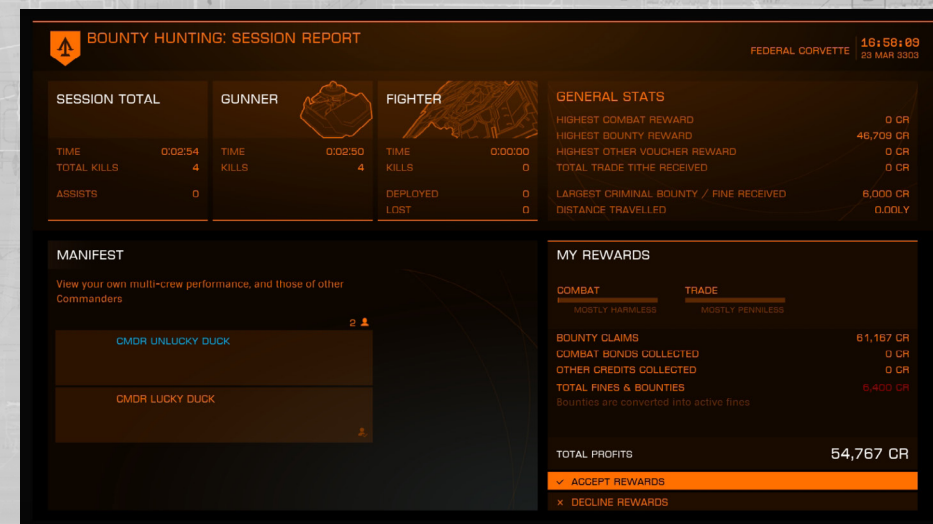 BOUNTY HUNTING: SESSION REPORT
FEDERAL CORVETTE
16:58:09
23 MAR 3303
SESSION TOTAL
TIME 0:02:54
TOTAL KILLS 4
ASSISTS 0
GUNNER
TIME 0:02:50
KILLS 4
FIGHTER
TIME 0:00:00
KILLS 0
DEPLOYED 0
LOST 0
GENERAL STATS
HIGHEST COMBAT REWARD 0 CR
HIGHEST BOUNTY REWARD 46,709 CR
HIGHEST OTHER VOUCHER REWARD 0 CR
TOTAL TRADE TITHE RECEIVED 0 CR
LARGEST CRIMINAL BOUNTY / FINE RECEIVED 6,000 CR
DISTANCE TRAVELLED 0.00LY
MANIFEST
View your own multi-crew performance, and those of other
Commanders
2
CMDR UNLUCKY DUCK
CMDR LUCKY DUCK
MY REWARDS
COMBAT
MOSTLY HARMLESS
TRADE
MOSTLY PENNILESS
BOUNTY CLAIMS 61,167 CR
COMBAT BONDS COLLECTED 0 CR
OTHER CREDITS COLLECTED 0 CR
TOTAL FINES & BOUNTIES 6,400 CR
Bounties are converted into active fines
TOTAL PROFITS 54,767 CR
✓ ACCEPT REWARDS
× DECLINE REWARDS